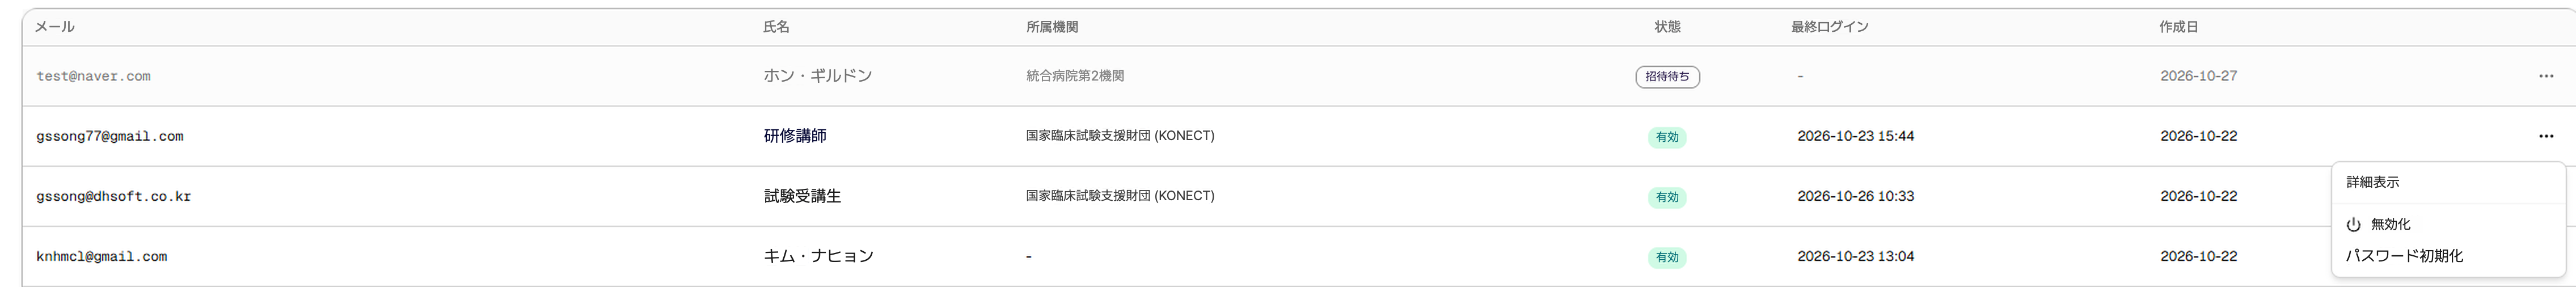 メール 氏名 所属機関 状態 最終ログイン 作成日
test@naver.com ホン・ギルドン 統合病院第2機関 招待待ち - 2026-10-27 ···
gssong77@gmail.com 研修講師 国家臨床試験支援財団 (KONECT) 有効 2026-10-23 15:44 2026-10-22 ···
詳細表示
gssong@dhsoft.co.kr 試験受講生 国家臨床試験支援財団 (KONECT) 有効 2026-10-26 10:33 2026-10-22
無効化
knhmcl@gmail.com キム・ナヒョン - 有効 2026-10-23 13:04 2026-10-22
パスワード初期化